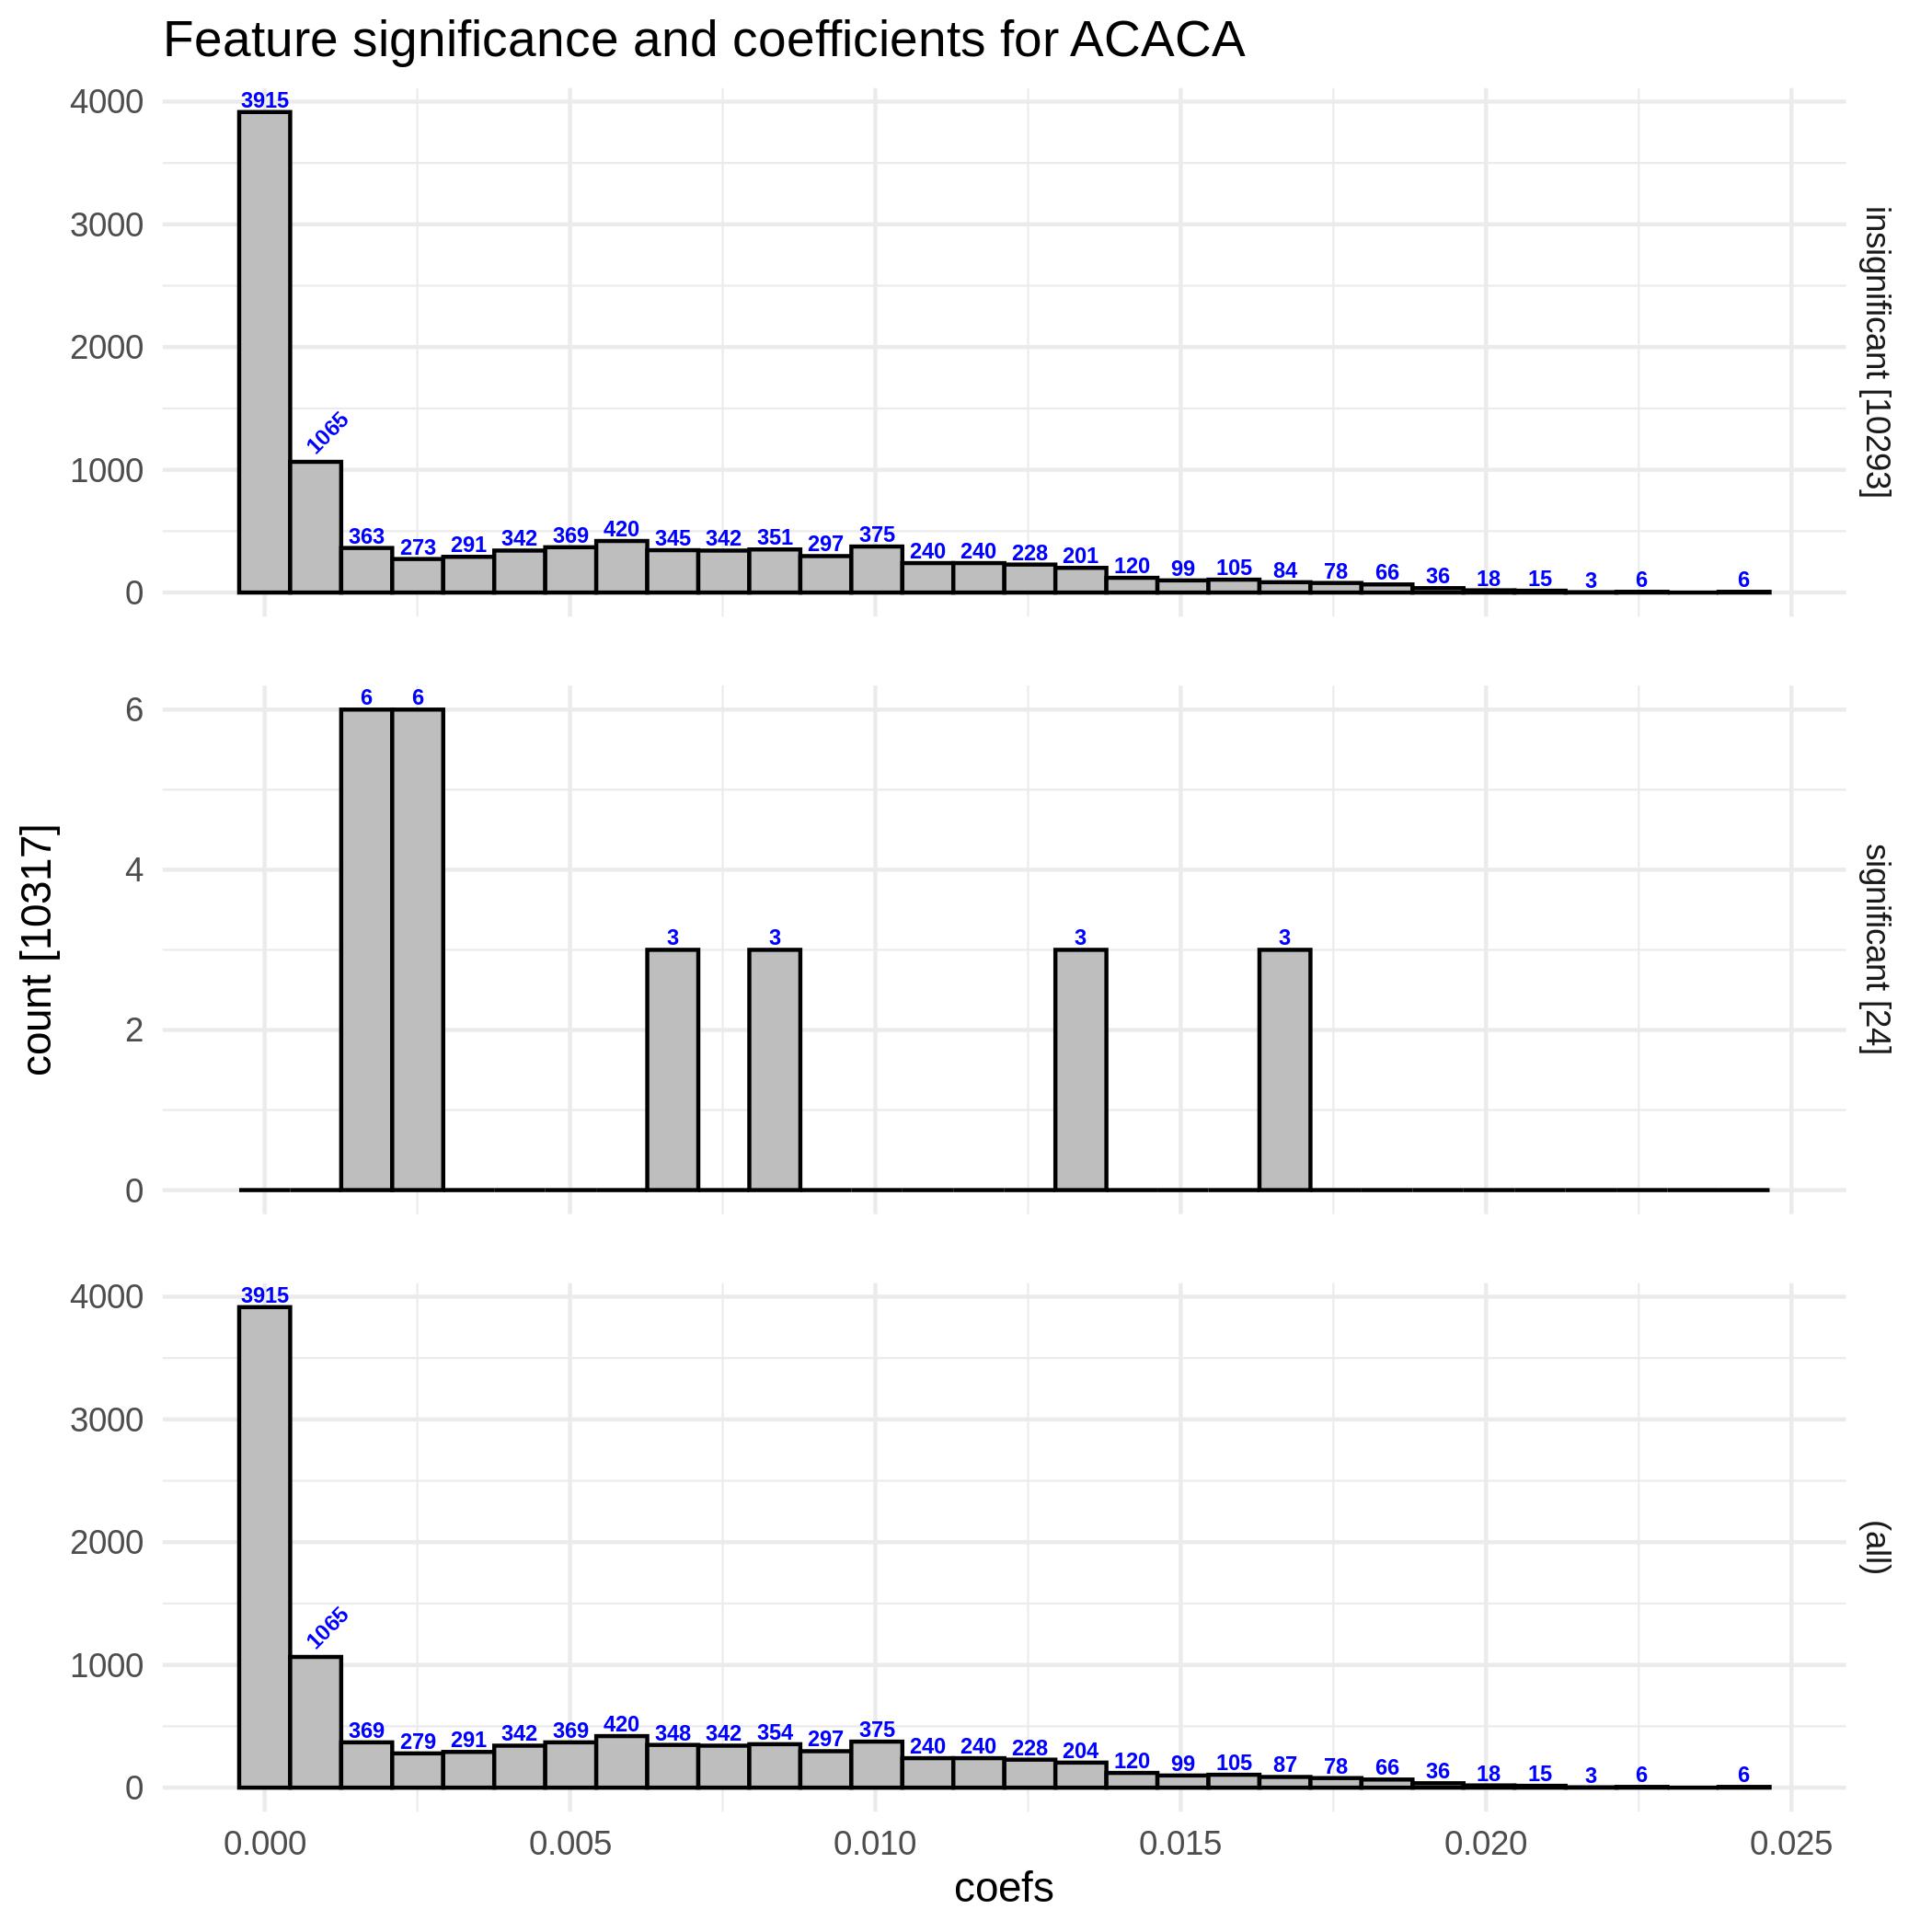 Feature significance and coefficients for ACACA
4000
3000
2000
1000
0
3915
1065
363 273 291 342 369 420 345 342 351 297 375 240 240 228 201 120 99 105 84 78 66 36 18 15 3 6 6
insignificant [10293]
count [10317]
6
4
2
0
6 6 3 3 3 3
significant [24]
4000
3000
2000
1000
0
3915
1065
369 279 291 342 369 420 348 342 354 297 375 240 240 228 204 120 99 105 87 78 66 36 18 15 3 6 6
(all)
0.000 0.005 0.010 0.015 0.020 0.025
coefs